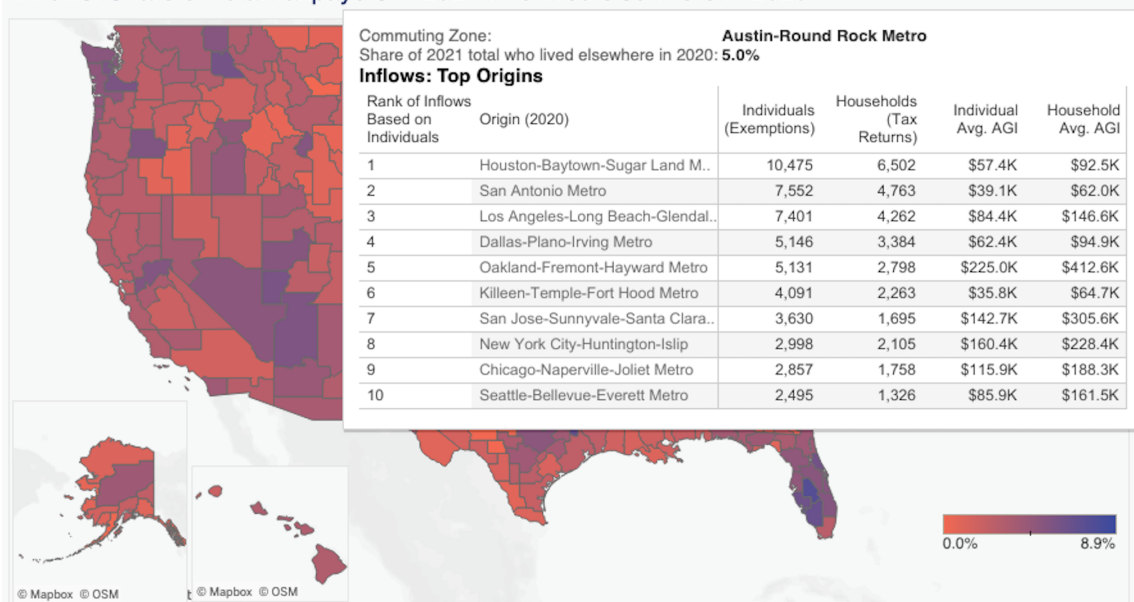 Commuting Zone: Austin-Round Rock Metro
Share of 2021 total who lived elsewhere in 2020: 5.0%
Inflows: Top Origins
Rank of Inflows Based on Individuals Origin (2020) Individuals (Exemptions) Households (Tax Returns) Individual Avg. AGI Household Avg. AGI
1 Houston-Baytown-Sugar Land M.. 10,475 6,502 $57.4K $92.5K
2 San Antonio Metro 7,552 4,763 $39.1K $62.0K
3 Los Angeles-Long Beach-Glendal.. 7,401 4,262 $84.4K $146.6K
4 Dallas-Plano-Irving Metro 5,146 3,384 $62.4K $94.9K
5 Oakland-Fremont-Hayward Metro 5,131 2,798 $225.0K $412.6K
6 Killeen-Temple-Fort Hood Metro 4,091 2,263 $35.8K $64.7K
7 San Jose-Sunnyvale-Santa Clara.. 3,630 1,695 $142.7K $305.6K
8 New York City-Huntington-Islip 2,998 2,105 $160.4K $228.4K
9 Chicago-Naperville-Joliet Metro 2,857 1,758 $115.9K $188.3K
10 Seattle-Bellevue-Everett Metro 2,495 1,326 $85.9K $161.5K
0.0% 8.9%
© Mapbox © OSM
© Mapbox © OSM